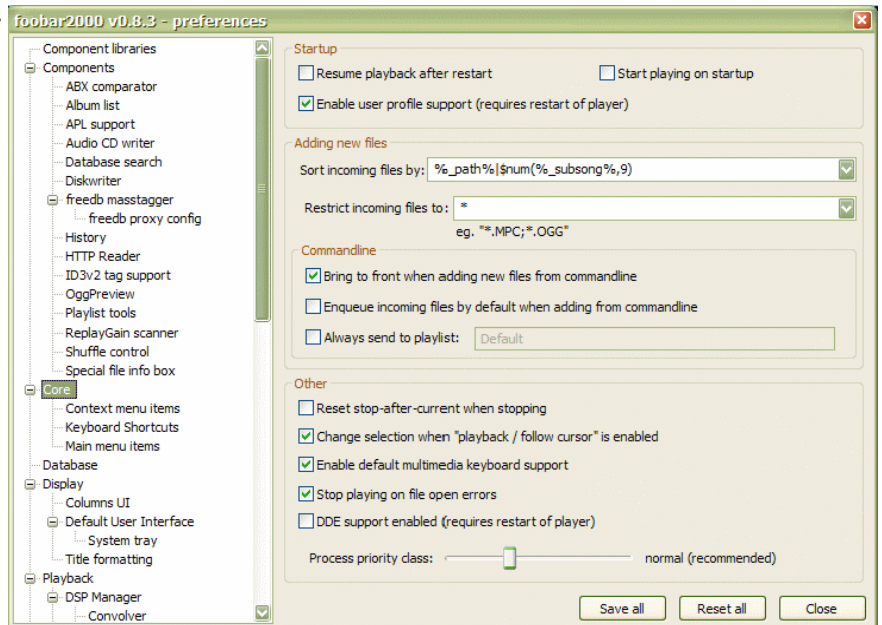 foobar2000 v0.8.3 - preferences
Component libraries
Components
ABX comparator
Album list
APL support
Audio CD writer
Database search
Diskwriter
freedb masstagger
freedb proxy config
History
HTTP Reader
ID3v2 tag support
OggPreview
Playlist tools
ReplayGain scanner
Shuffle control
Special file info box
Core
Context menu items
Keyboard Shortcuts
Main menu items
Database
Display
Columns UI
Default User Interface
System tray
Title formatting
Playback
DSP Manager
Convolver
Startup
Resume playback after restart
Start playing on startup
Enable user profile support (requires restart of player)
Adding new files
Sort incoming files by: %_path%|$num(%_subsong%,9)
Restrict incoming files to: *
eg. "*.MPC;*.OGG"
Commandline
Bring to front when adding new files from commandline
Enqueue incoming files by default when adding from commandline
Always send to playlist: Default
Other
Reset stop-after-current when stopping
Change selection when "playback / follow cursor" is enabled
Enable default multimedia keyboard support
Stop playing on file open errors
DDE support enabled (requires restart of player)
Process priority class: normal (recommended)
Save all Reset all Close